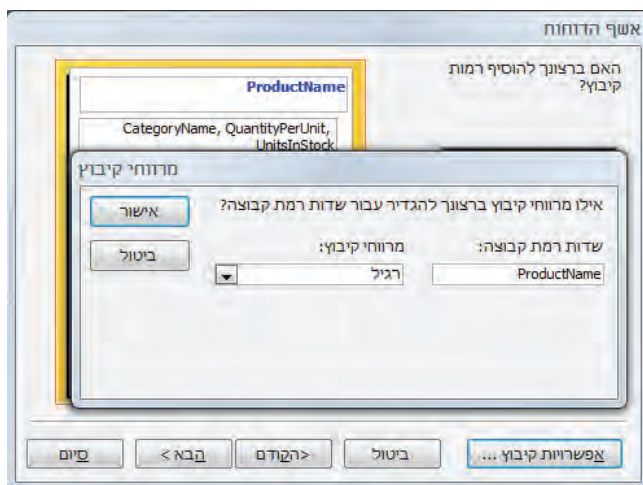 אשף הדוחות
האם ברצונך להוסיף רמות
קיבוץ?
ProductName
CategoryName, QuantityPerUnit,
UnitsInStock
מרווחי קיבוץ
אילו מרווחי קיבוץ ברצונך להגדיר עבור שדות רמת קבוצה?
אישור
שדות רמת קבוצה:
מרווחי קיבוץ:
ביטול
ProductName
רגיל
אפשרויות קיבוץ ...
ביטול
<הקודם
הבא >
סיום